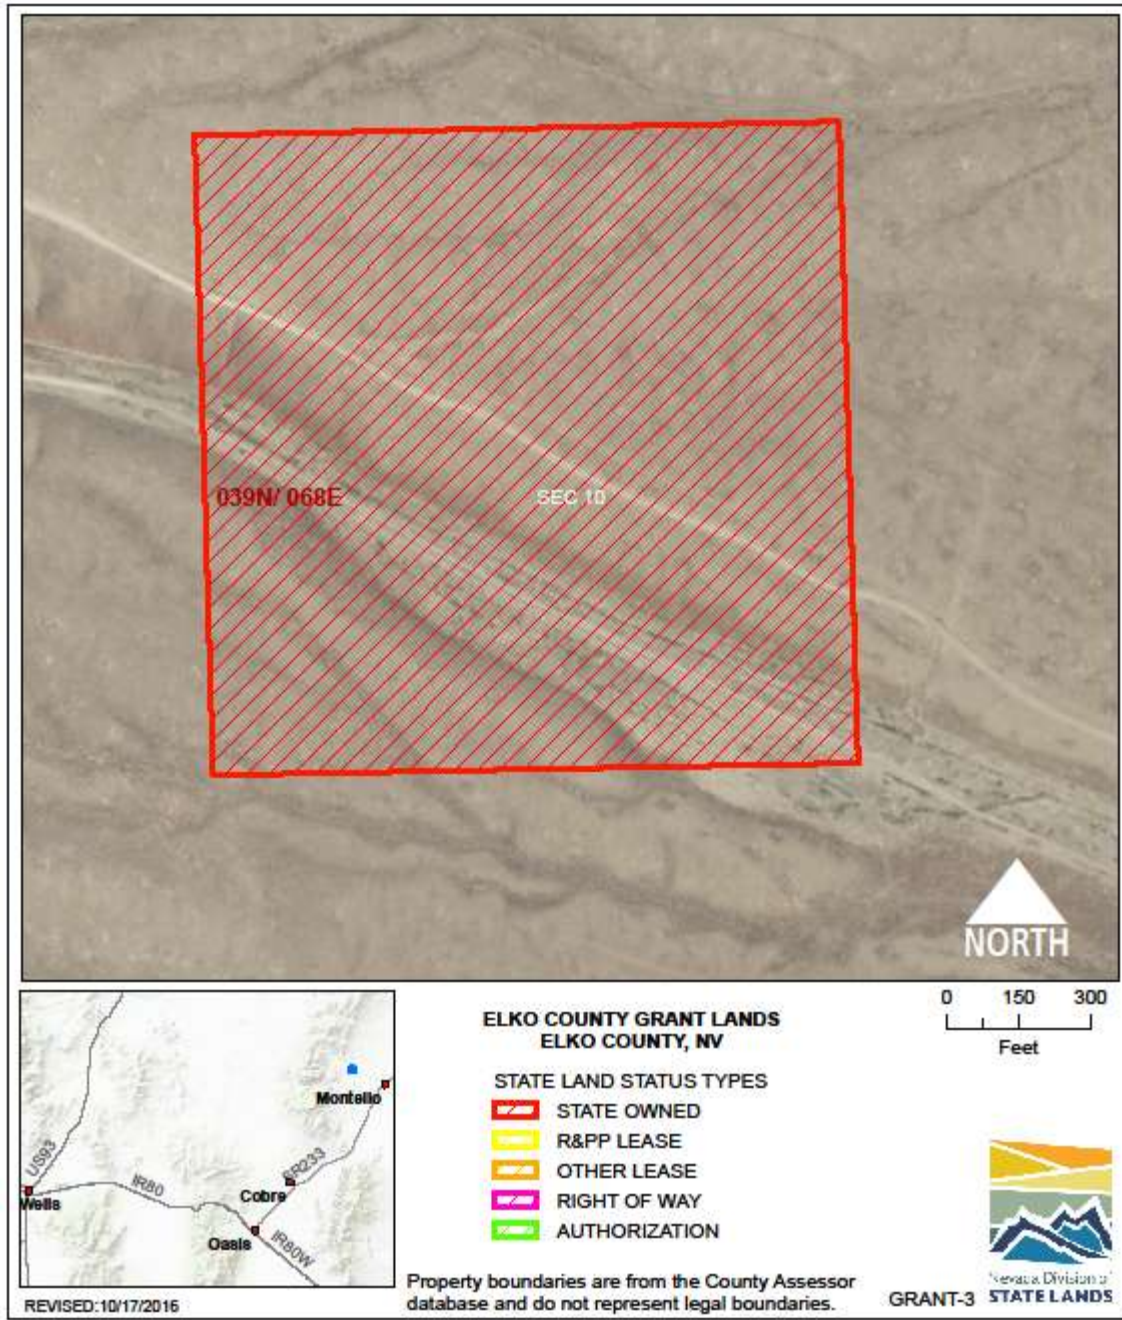 039N/ 068E
SEC 10
NORTH
US93
Wells
IR80
Cobre
SR233
Montello
Oasis
IR80W
REVISED:10/17/2016
ELKO COUNTY GRANT LANDS
ELKO COUNTY, NV
STATE LAND STATUS TYPES
STATE OWNED
R&PP LEASE
OTHER LEASE
RIGHT OF WAY
AUTHORIZATION
Property boundaries are from the County Assessor
database and do not represent legal boundaries.
0 150 300
Feet
GRANT-3
Nevada Division of
STATE LANDS